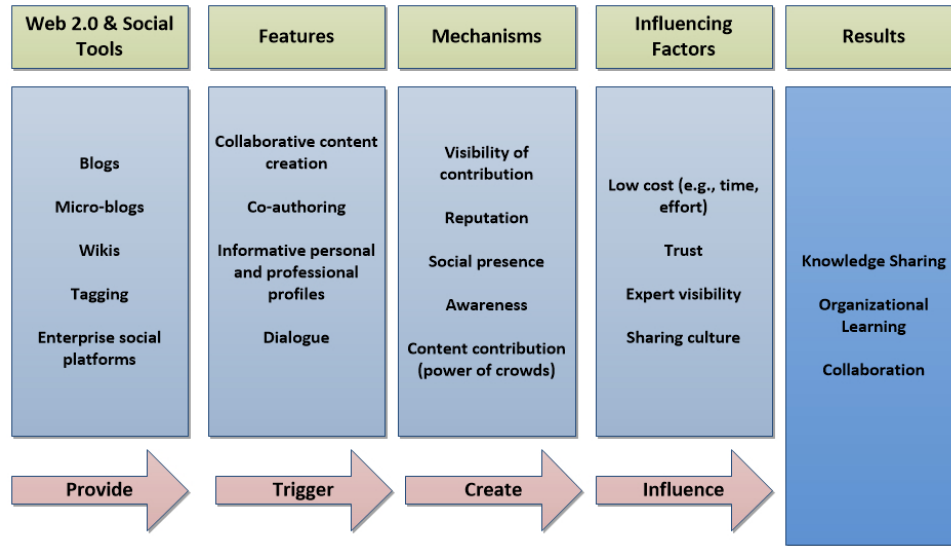 Web 2.0 & Social
Tools
Features
Mechanisms
Influencing
Factors
Results
Blogs
Micro-blogs
Wikis
Tagging
Enterprise social
platforms
Collaborative content
creation
Co-authoring
Informative personal
and professional
profiles
Dialogue
Visibility of
contribution
Reputation
Social presence
Awareness
Content contribution
(power of crowds)
Low cost (e.g., time,
effort)
Trust
Expert visibility
Sharing culture
Knowledge Sharing
Organizational
Learning
Collaboration
Provide
Trigger
Create
Influence